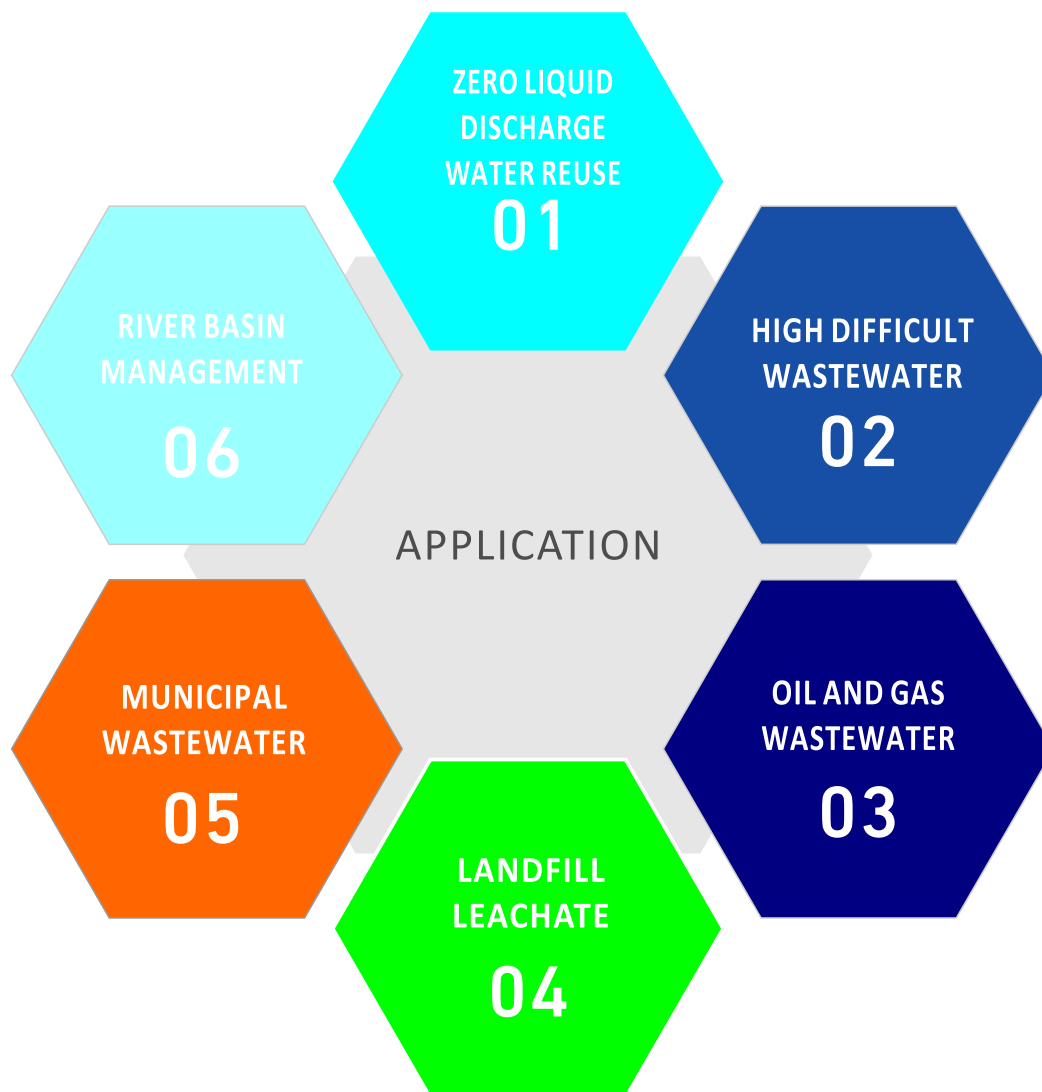 ZERO LIQUID
DISCHARGE
WATER REUSE
01
HIGH DIFFICULT
WASTEWATER
02
OIL AND GAS
WASTEWATER
03
LANDFILL
LEACHATE
04
MUNICIPAL
WASTEWATER
05
RIVER BASIN
MANAGEMENT
06
APPLICATION